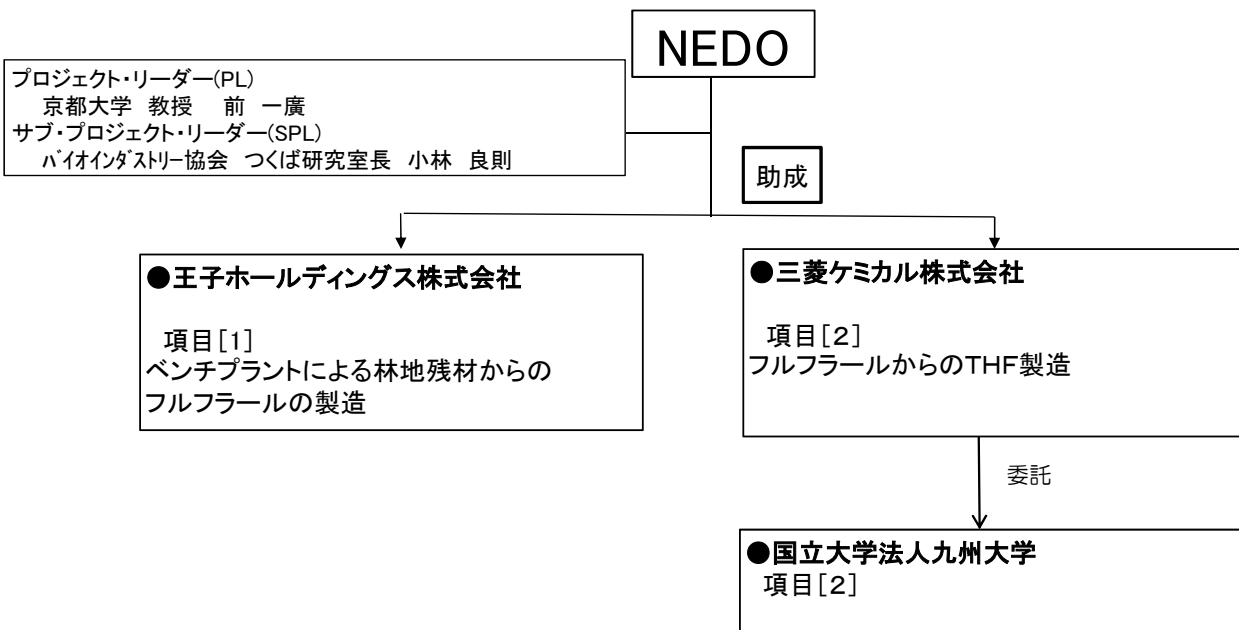 NEDO
プロジェクト・リーダー(PL)
京都大学 教授 前 一廣
サブ・プロジェクト・リーダー(SPL)
ﾊﾞイオインダストリー協会 つくば研究室長 小林 良則
助成
●王子ホールディングス株式会社
項目[1]
ベンチプラントによる林地残材からの
フルフラールの製造
●三菱ケミカル株式会社
項目[２]
フルフラールからのTHF製造
委託
●国立大学法人九州大学
項目[２]